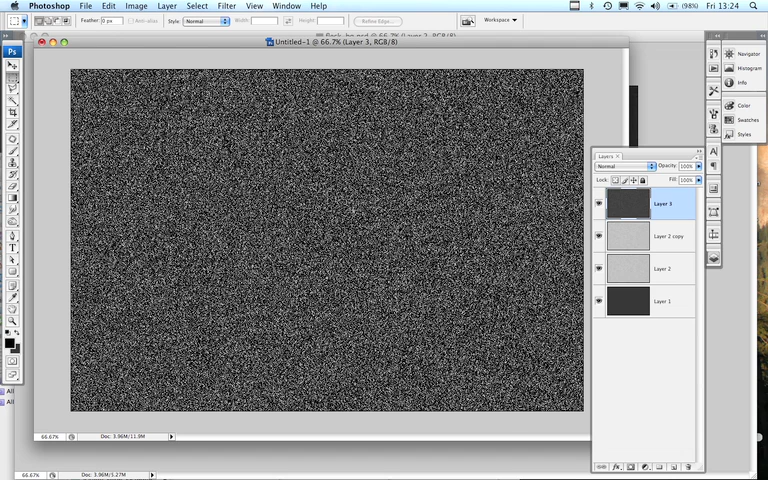 Photoshop File Edit Image Layer Select Filter View Window Help (98%) Fri 13:24
Feather: 0 px Anti-alias Style: Normal Width: Height: Refine Edge... Workspace
Untitled-1 @ 66.7% (Layer 3, RGB/8)
Ps
Navigator
Histogram
Info
Color
Swatches
Styles
Layers
Normal Opacity: 100%
Lock: Fill: 100%
Layer 3
Layer 2 copy
Layer 2
Layer 1
All
All
66.67% Doc: 3.96M/11.9M
66.67% Doc: 3.96M/5.27M